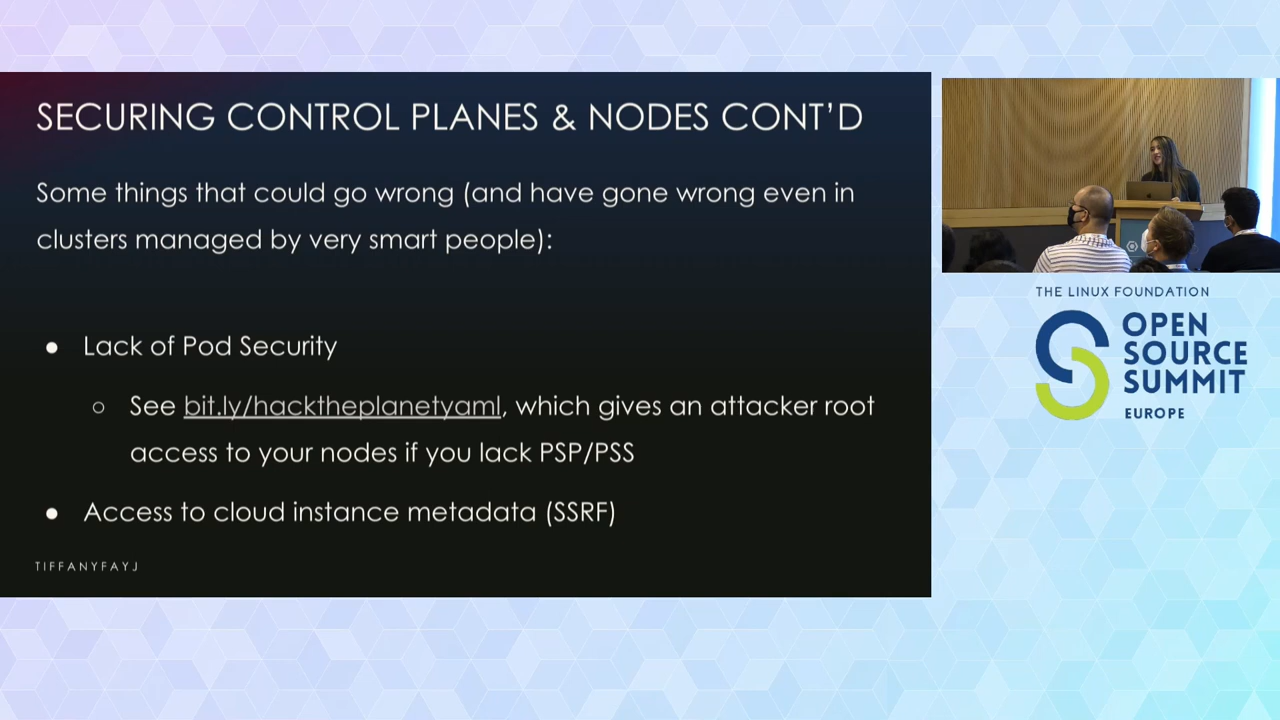 SECURING CONTROL PLANES & NODES CONT'D
Some things that could go wrong (and have gone wrong even in
clusters managed by very smart people):
● Lack of Pod Security
○ See bit.ly/hacktheplanetyaml, which gives an attacker root
access to your nodes if you lack PSP/PSS
● Access to cloud instance metadata (SSRF)
TIFFANYFAYJ
THE LINUX FOUNDATION
OPEN
SOURCE
SUMMIT
EUROPE